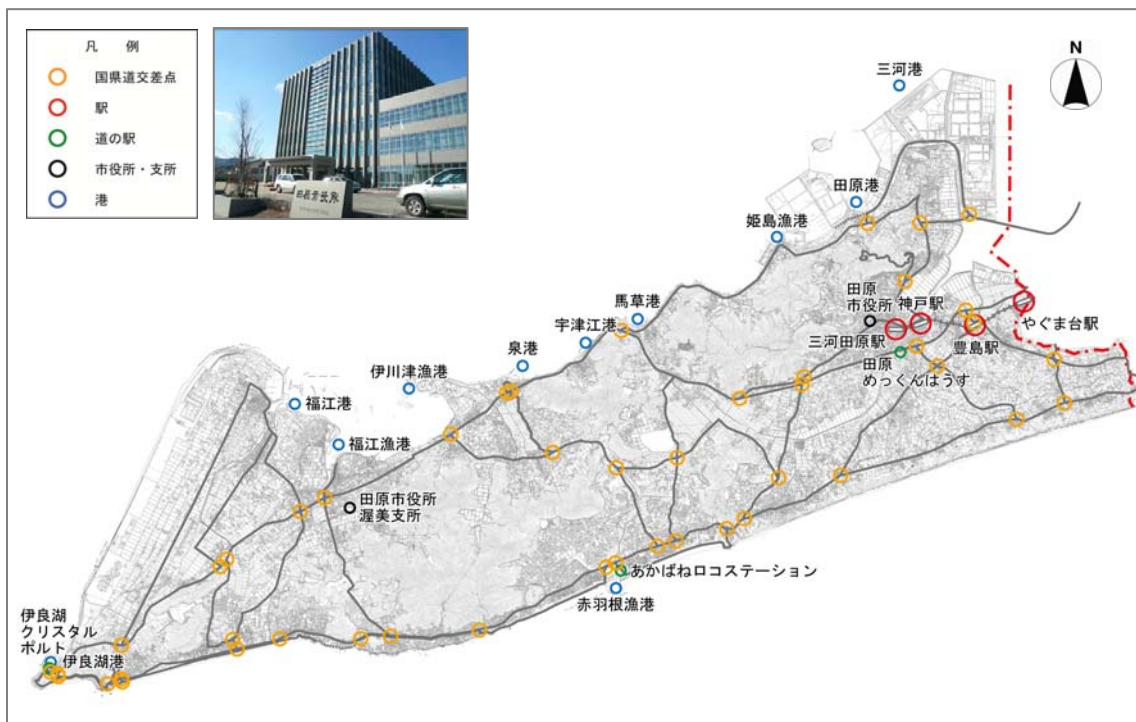 凡　例
国県道交差点
駅
道の駅
市役所・支所
港
田原市役所
N
三河港
田原港
姫島漁港
馬草港
宇津江港
泉港
伊川津漁港
福江港
福江漁港
田原
市役所
神戸駅
やぐま台駅
三河田原駅
豊島駅
田原
めっくんはうす
田原市役所
渥美支所
あかばねロコステーション
赤羽根漁港
伊良湖
クリスタル
ポルト
伊良湖港